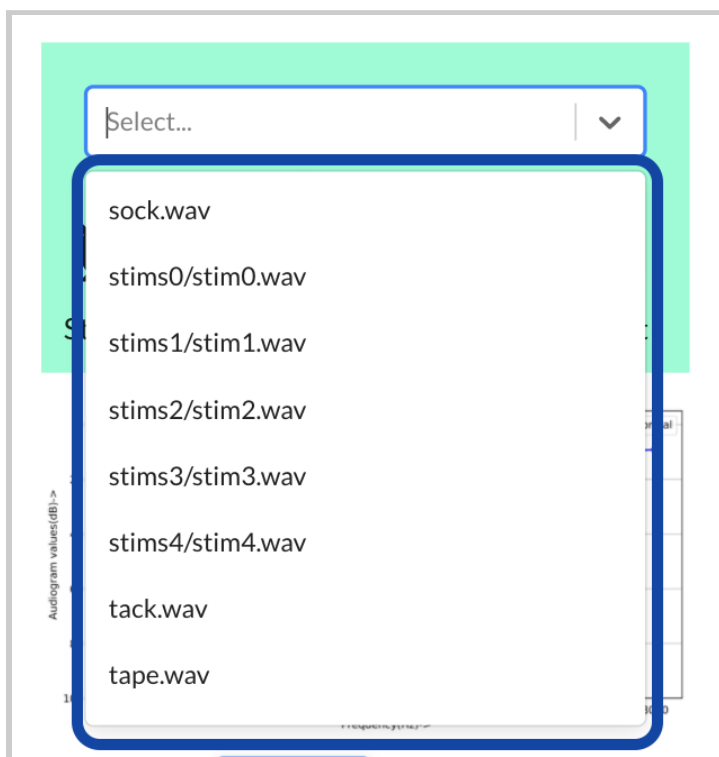 Select...
sock.wav
stims0/stim0.wav
stims1/stim1.wav
stims2/stim2.wav
stims3/stim3.wav
stims4/stim4.wav
tack.wav
tape.wav
Audiogram values(dB)->